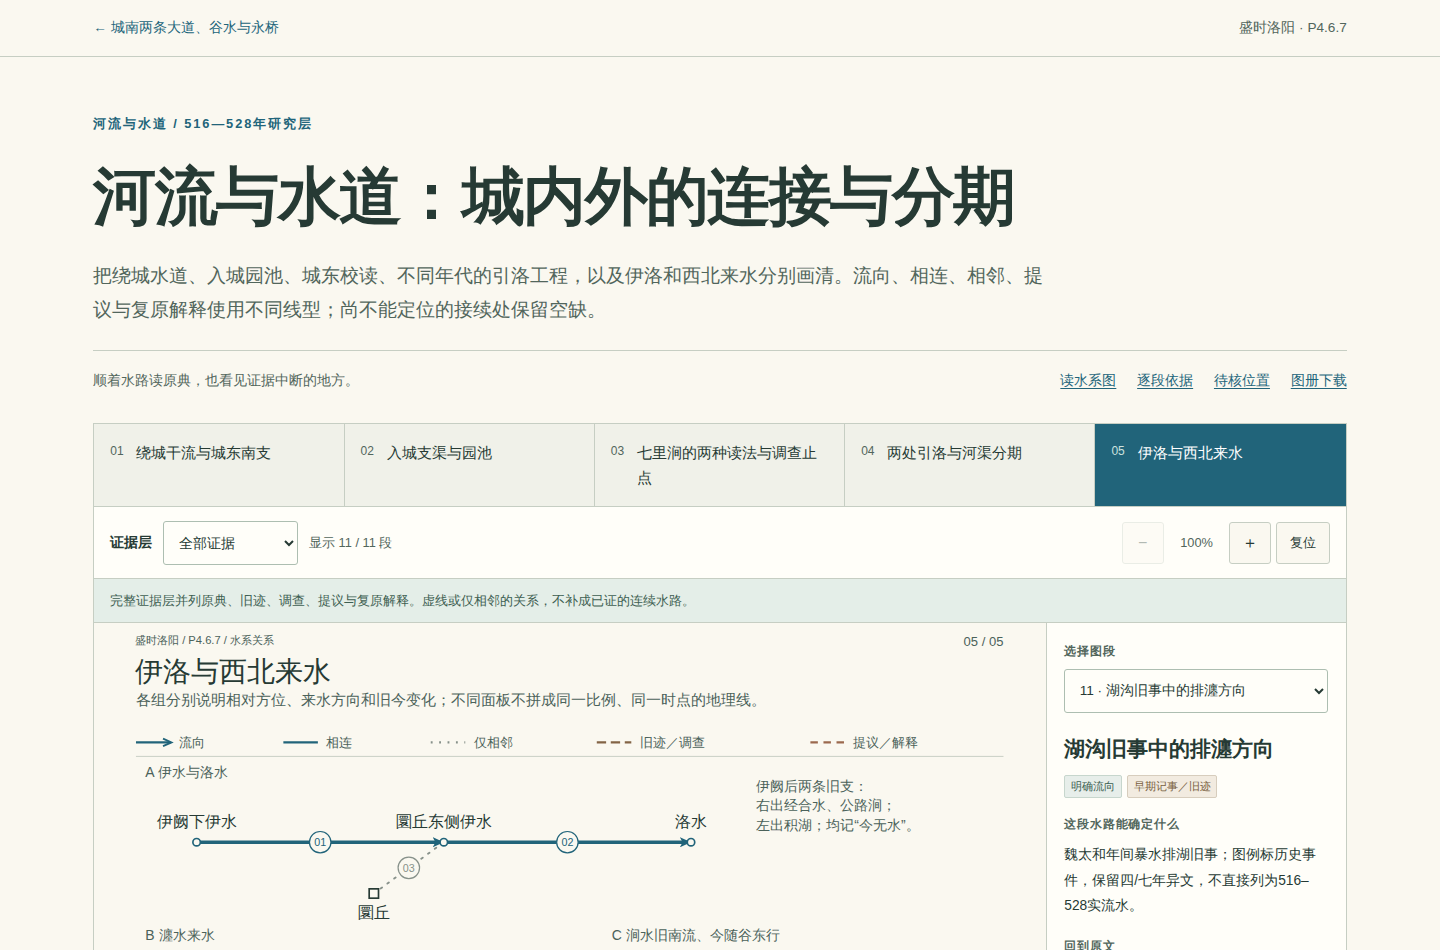 ← 城南两条大道、谷水与永桥
盛时洛阳 · P4.6.7
河流与水道 / 516—528年研究层
河流与水道：城内外的连接与分期
把绕城水道、入城园池、城东校读、不同年代的引洛工程，以及伊洛和西北来水分别画清。流向、相连、相邻、提
议与复原解释使用不同线型；尚不能定位的接续处保留空缺。
顺着水路读原典，也看见证据中断的地方。
读水系图 逐段依据 待核位置 图册下载
01 绕城干流与城东南支
02 入城支渠与园池
03 七里涧的两种读法与调查止
点
04 两处引洛与河渠分期
05 伊洛与西北来水
证据层 全部证据 显示 11 / 11 段
− 100% + 复位
完整证据层并列原典、旧迹、调查、提议与复原解释。虚线或仅相邻的关系，不补成已证的连续水路。
盛时洛阳 / P4.6.7 / 水系关系
05 / 05
伊洛与西北来水
各组分别说明相对方位、来水方向和旧今变化；不同面板不拼成同一比例、同一时点的地理线。
流向 相连 仅相邻 旧迹／调查 提议／解释
A 伊水与洛水
伊阙后两条旧支：
右出经合水、公路涧；
左出积湖；均记“今无水”。
伊阙下伊水 圜丘东侧伊水 洛水
01 02
03
圜丘
B 瀍水来水
C 涧水旧南流、今随谷东行
选择图段
11 · 湖沟旧事中的排瀍方向
湖沟旧事中的排瀍方向
明确流向 早期记事／旧迹
这段水路能确定什么
魏太和年间暴水排湖旧事；图例标历史事
件，保留四/七年异文，不直接列为516–
528实流水。
回到原文